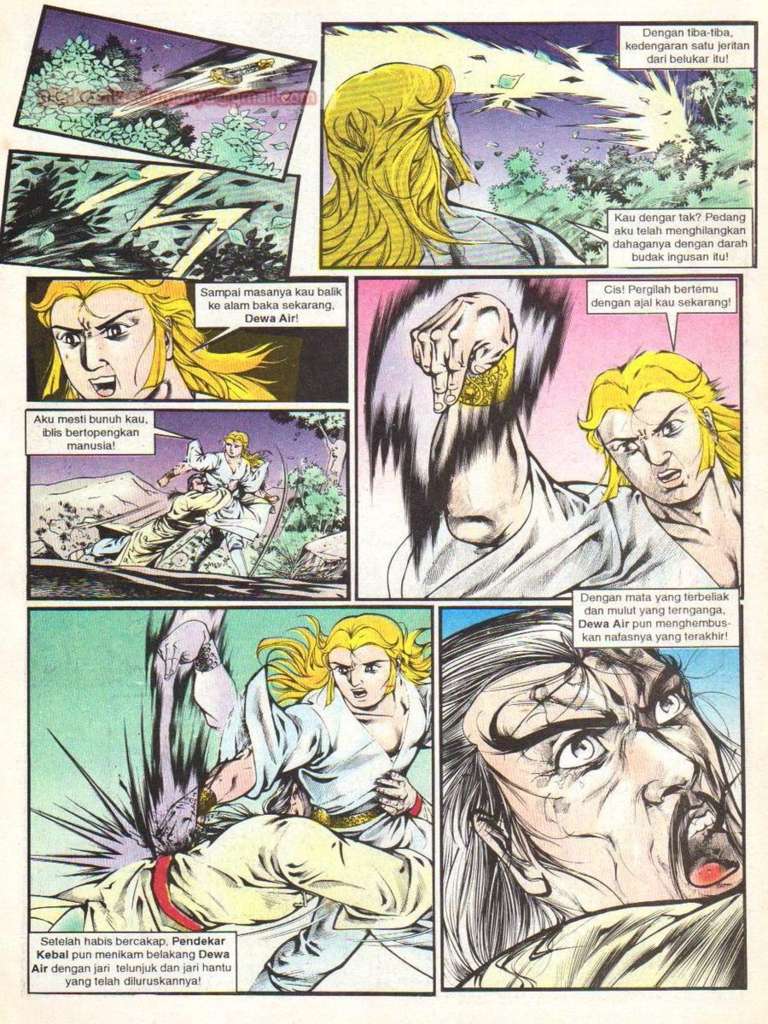 Dengan tiba-tiba,
kedengaran satu jeritan
dari belukar itu!
Kau dengar tak? Pedang
aku telah menghilangkan
dahaganya dengan darah
budak ingusan itu!
Sampai masanya kau balik
ke alam baka sekarang,
Dewa Air!
Cis! Pergilah bertemu
dengan ajal kau sekarang!
Aku mesti bunuh kau,
iblis bertopengkan
manusia!
Dengan mata yang terbeliak
dan mulut yang ternganga,
Dewa Air pun menghembus-
kan nafasnya yang terakhir!
Setelah habis bercakap, Pendekar
Kebal pun menikam belakang Dewa
Air dengan jari telunjuk dan jari hantu
yang telah diluruskannya!